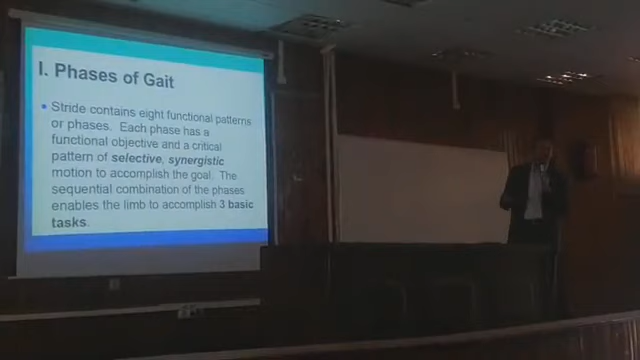 I. Phases of Gait
Stride contains eight functional patterns
or phases. Each phase has a
functional objective and a critical
pattern of selective, synergistic
motion to accomplish the goal. The
sequential combination of the phases
enables the limb to accomplish 3 basic
tasks.